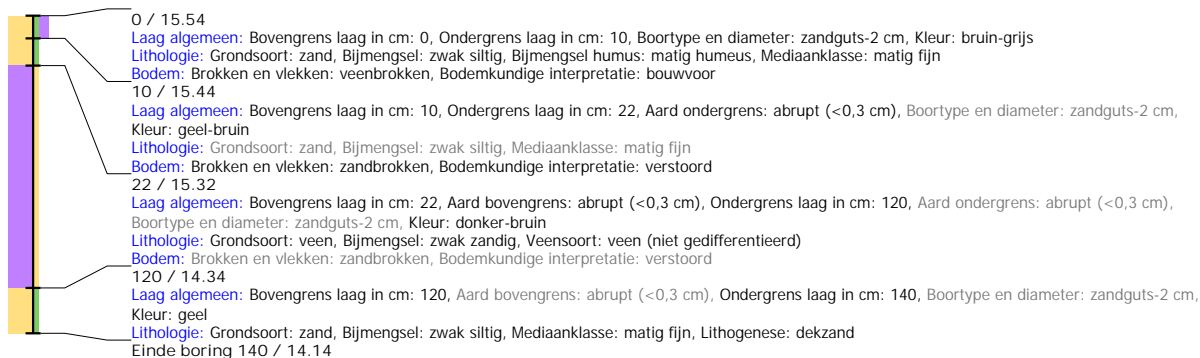 0 / 15.54
Laag algemeen: Bovengrens laag in cm: 0, Ondergrens laag in cm: 10, Boortype en diameter: zandguts-2 cm, Kleur: bruin-grijs
Lithologie: Grondsoort: zand, Bijmengsel: zwak siltig, Bijmengsel humus: matig humeus, Mediaanklasse: matig fijn
Bodem: Brokken en vlekken: veenbrokken, Bodemkundige interpretatie: bouwvoor
10 / 15.44
Laag algemeen: Bovengrens laag in cm: 10, Ondergrens laag in cm: 22, Aard ondergrens: abrupt (<0,3 cm), Boortype en diameter: zandguts-2 cm,
Kleur: geel-bruin
Lithologie: Grondsoort: zand, Bijmengsel: zwak siltig, Mediaanklasse: matig fijn
Bodem: Brokken en vlekken: zandbrokken, Bodemkundige interpretatie: verstoord
22 / 15.32
Laag algemeen: Bovengrens laag in cm: 22, Aard bovengrens: abrupt (<0,3 cm), Ondergrens laag in cm: 120, Aard ondergrens: abrupt (<0,3 cm),
Boortype en diameter: zandguts-2 cm, Kleur: donker-bruin
Lithologie: Grondsoort: veen, Bijmengsel: zwak zandig, Veensoort: veen (niet gedifferentieerd)
Bodem: Brokken en vlekken: zandbrokken, Bodemkundige interpretatie: verstoord
120 / 14.34
Laag algemeen: Bovengrens laag in cm: 120, Aard bovengrens: abrupt (<0,3 cm), Ondergrens laag in cm: 140, Boortype en diameter: zandguts-2 cm,
Kleur: geel
Lithologie: Grondsoort: zand, Bijmengsel: zwak siltig, Mediaanklasse: matig fijn, Lithogenese: dekzand
Einde boring 140 / 14.14